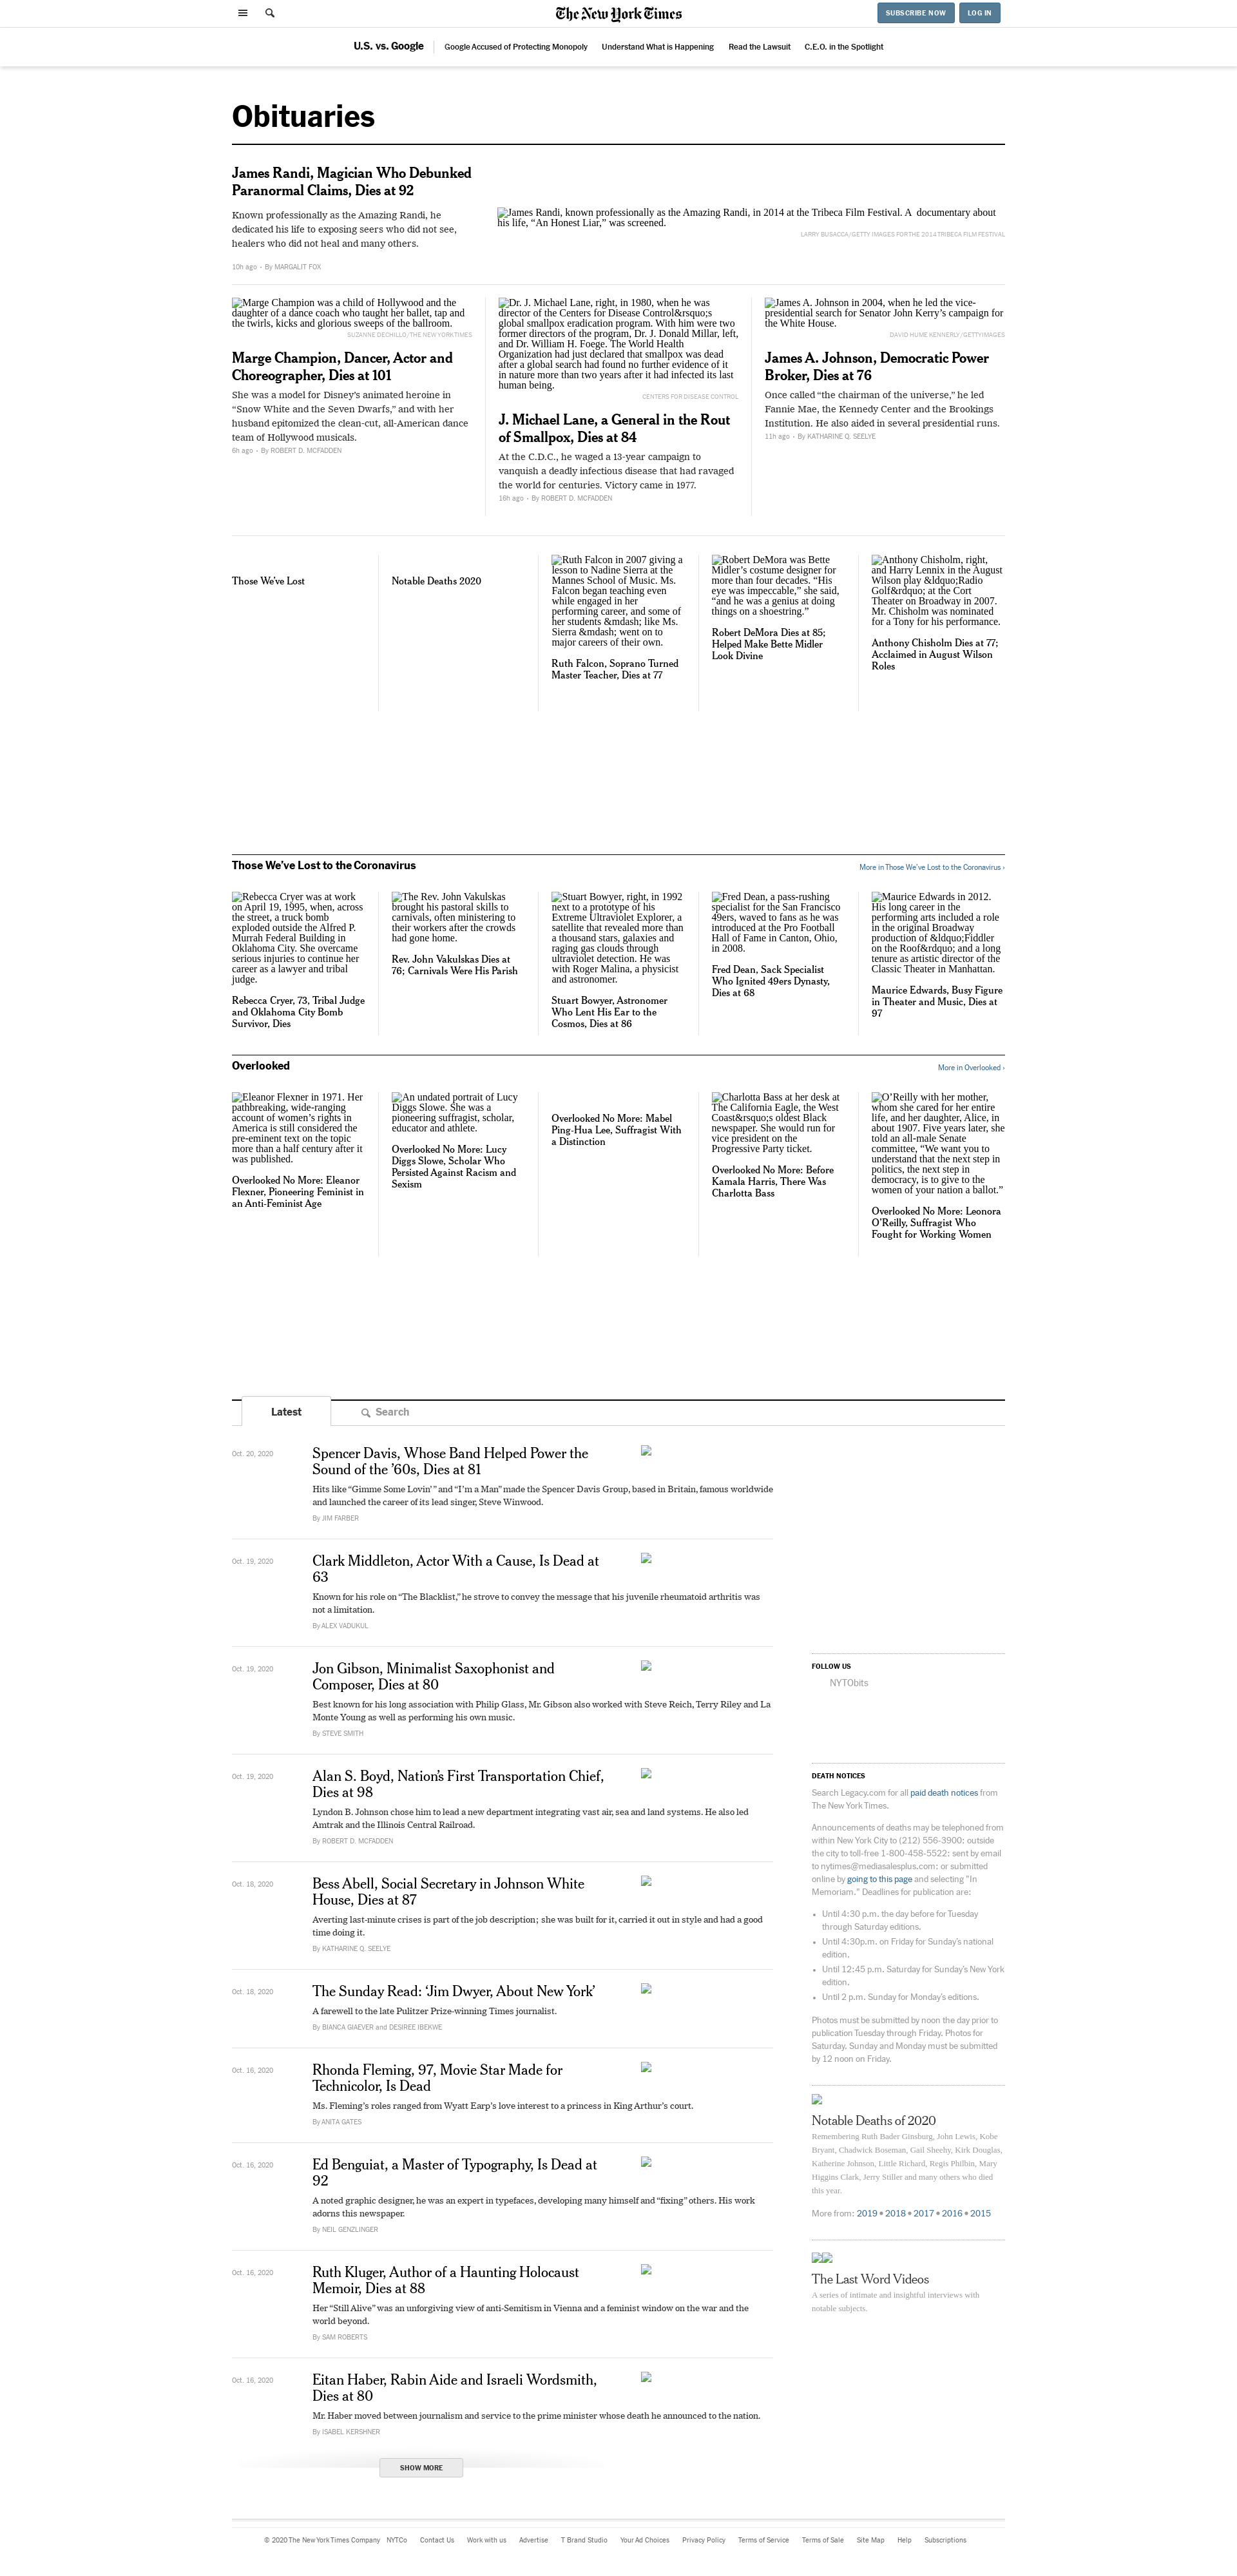 The New York Times
SUBSCRIBE NOW
LOG IN
U.S. vs. Google
Google Accused of Protecting Monopoly
Understand What is Happening
Read the Lawsuit
C.E.O. in the Spotlight
Obituaries
James Randi, Magician Who Debunked
Paranormal Claims, Dies at 92
Known professionally as the Amazing Randi, he
dedicated his life to exposing seers who did not see,
healers who did not heal and many others.
10h ago • By MARGALIT FOX
James Randi, known professionally as the Amazing Randi, in 2014 at the Tribeca Film Festival. A documentary about
his life, “An Honest Liar,” was screened.
LARRY BUSACCA/GETTY IMAGES FOR THE 2014 TRIBECA FILM FESTIVAL
Marge Champion was a child of Hollywood and the
daughter of a dance coach who taught her ballet, tap and
the twirls, kicks and glorious sweeps of the ballroom.
SUZANNE DECHILLO/THE NEW YORK TIMES
Marge Champion, Dancer, Actor and
Choreographer, Dies at 101
She was a model for Disney’s animated heroine in
“Snow White and the Seven Dwarfs,” and with her
husband epitomized the clean-cut, all-American dance
team of Hollywood musicals.
6h ago • By ROBERT D. MCFADDEN
Dr. J. Michael Lane, right, in 1980, when he was
director of the Centers for Disease Control&rsquo;s
global smallpox eradication program. With him were two
former directors of the program, Dr. J. Donald Millar, left,
and Dr. William H. Foege. The World Health
Organization had just declared that smallpox was dead
after a global search had found no further evidence of it
in nature more than two years after it had infected its last
human being.
CENTERS FOR DISEASE CONTROL
J. Michael Lane, a General in the Rout
of Smallpox, Dies at 84
At the C.D.C., he waged a 13-year campaign to
vanquish a deadly infectious disease that had ravaged
the world for centuries. Victory came in 1977.
16h ago • By ROBERT D. MCFADDEN
James A. Johnson in 2004, when he led the vice-
presidential search for Senator John Kerry’s campaign for
the White House.
DAVID HUME KENNERLY/GETTYIMAGES
James A. Johnson, Democratic Power
Broker, Dies at 76
Once called “the chairman of the universe,” he led
Fannie Mae, the Kennedy Center and the Brookings
Institution. He also aided in several presidential runs.
11h ago • By KATHARINE Q. SEELYE
Those We’ve Lost
Notable Deaths 2020
Ruth Falcon in 2007 giving a
lesson to Nadine Sierra at the
Mannes School of Music. Ms.
Falcon began teaching even
while engaged in her
performing career, and some of
her students &mdash; like Ms.
Sierra &mdash; went on to
major careers of their own.
Ruth Falcon, Soprano Turned
Master Teacher, Dies at 77
Robert DeMora was Bette
Midler’s costume designer for
more than four decades. “His
eye was impeccable,” she said,
“and he was a genius at doing
things on a shoestring.”
Robert DeMora Dies at 85;
Helped Make Bette Midler
Look Divine
Anthony Chisholm, right,
and Harry Lennix in the August
Wilson play &ldquo;Radio
Golf&rdquo; at the Cort
Theater on Broadway in 2007.
Mr. Chisholm was nominated
for a Tony for his performance.
Anthony Chisholm Dies at 77;
Acclaimed in August Wilson
Roles
Those We’ve Lost to the Coronavirus
More in Those We’ve Lost to the Coronavirus ›
Rebecca Cryer was at work
on April 19, 1995, when, across
the street, a truck bomb
exploded outside the Alfred P.
Murrah Federal Building in
Oklahoma City. She overcame
serious injuries to continue her
career as a lawyer and tribal
judge.
Rebecca Cryer, 73, Tribal Judge
and Oklahoma City Bomb
Survivor, Dies
The Rev. John Vakulskas
brought his pastoral skills to
carnivals, often ministering to
their workers after the crowds
had gone home.
Rev. John Vakulskas Dies at
76; Carnivals Were His Parish
Stuart Bowyer, right, in 1992
next to a prototype of his
Extreme Ultraviolet Explorer, a
satellite that revealed more than
a thousand stars, galaxies and
raging gas clouds through
ultraviolet detection. He was
with Roger Malina, a physicist
and astronomer.
Stuart Bowyer, Astronomer
Who Lent His Ear to the
Cosmos, Dies at 86
Fred Dean, a pass-rushing
specialist for the San Francisco
49ers, waved to fans as he was
introduced at the Pro Football
Hall of Fame in Canton, Ohio,
in 2008.
Fred Dean, Sack Specialist
Who Ignited 49ers Dynasty,
Dies at 68
Maurice Edwards in 2012.
His long career in the
performing arts included a role
in the original Broadway
production of &ldquo;Fiddler
on the Roof&rdquo; and a long
tenure as artistic director of the
Classic Theater in Manhattan.
Maurice Edwards, Busy Figure
in Theater and Music, Dies at
97
Overlooked
More in Overlooked ›
Eleanor Flexner in 1971. Her
pathbreaking, wide-ranging
account of women’s rights in
America is still considered the
pre-eminent text on the topic
more than a half century after it
was published.
Overlooked No More: Eleanor
Flexner, Pioneering Feminist in
an Anti-Feminist Age
An undated portrait of Lucy
Diggs Slowe. She was a
pioneering suffragist, scholar,
educator and athlete.
Overlooked No More: Lucy
Diggs Slowe, Scholar Who
Persisted Against Racism and
Sexism
Overlooked No More: Mabel
Ping-Hua Lee, Suffragist With
a Distinction
Charlotta Bass at her desk at
The California Eagle, the West
Coast&rsquo;s oldest Black
newspaper. She would run for
vice president on the
Progressive Party ticket.
Overlooked No More: Before
Kamala Harris, There Was
Charlotta Bass
O’Reilly with her mother,
whom she cared for her entire
life, and her daughter, Alice, in
about 1907. Five years later, she
told an all-male Senate
committee, “We want you to
understand that the next step in
politics, the next step in
democracy, is to give to the
women of your nation a ballot.”
Overlooked No More: Leonora
O’Reilly, Suffragist Who
Fought for Working Women
Latest
Search
Oct. 20, 2020
Spencer Davis, Whose Band Helped Power the
Sound of the ’60s, Dies at 81
Hits like “Gimme Some Lovin’ ” and “I’m a Man” made the Spencer Davis Group, based in Britain, famous worldwide
and launched the career of its lead singer, Steve Winwood.
By JIM FARBER
Oct. 19, 2020
Clark Middleton, Actor With a Cause, Is Dead at
63
Known for his role on “The Blacklist,” he strove to convey the message that his juvenile rheumatoid arthritis was
not a limitation.
By ALEX VADUKUL
Oct. 19, 2020
Jon Gibson, Minimalist Saxophonist and
Composer, Dies at 80
Best known for his long association with Philip Glass, Mr. Gibson also worked with Steve Reich, Terry Riley and La
Monte Young as well as performing his own music.
By STEVE SMITH
Oct. 19, 2020
Alan S. Boyd, Nation’s First Transportation Chief,
Dies at 98
Lyndon B. Johnson chose him to lead a new department integrating vast air, sea and land systems. He also led
Amtrak and the Illinois Central Railroad.
By ROBERT D. MCFADDEN
Oct. 18, 2020
Bess Abell, Social Secretary in Johnson White
House, Dies at 87
Averting last-minute crises is part of the job description; she was built for it, carried it out in style and had a good
time doing it.
By KATHARINE Q. SEELYE
Oct. 18, 2020
The Sunday Read: ‘Jim Dwyer, About New York’
A farewell to the late Pulitzer Prize-winning Times journalist.
By BIANCA GIAEVER and DESIREE IBEKWE
Oct. 16, 2020
Rhonda Fleming, 97, Movie Star Made for
Technicolor, Is Dead
Ms. Fleming’s roles ranged from Wyatt Earp’s love interest to a princess in King Arthur’s court.
By ANITA GATES
Oct. 16, 2020
Ed Benguiat, a Master of Typography, Is Dead at
92
A noted graphic designer, he was an expert in typefaces, developing many himself and “fixing” others. His work
adorns this newspaper.
By NEIL GENZLINGER
Oct. 16, 2020
Ruth Kluger, Author of a Haunting Holocaust
Memoir, Dies at 88
Her “Still Alive” was an unforgiving view of anti-Semitism in Vienna and a feminist window on the war and the
world beyond.
By SAM ROBERTS
Oct. 16, 2020
Eitan Haber, Rabin Aide and Israeli Wordsmith,
Dies at 80
Mr. Haber moved between journalism and service to the prime minister whose death he announced to the nation.
By ISABEL KERSHNER
SHOW MORE
FOLLOW US
NYTObits
DEATH NOTICES
Search Legacy.com for all paid death notices from
The New York Times.
Announcements of deaths may be telephoned from
within New York City to (212) 556-3900: outside
the city to toll-free 1-800-458-5522: sent by email
to nytimes@mediasalesplus.com: or submitted
online by going to this page and selecting "In
Memoriam." Deadlines for publication are:
• Until 4:30 p.m. the day before for Tuesday
through Saturday editions.
• Until 4:30p.m. on Friday for Sunday's national
edition.
• Until 12:45 p.m. Saturday for Sunday's New York
edition.
• Until 2 p.m. Sunday for Monday's editions.
Photos must be submitted by noon the day prior to
publication Tuesday through Friday. Photos for
Saturday, Sunday and Monday must be submitted
by 12 noon on Friday.
Notable Deaths of 2020
Remembering Ruth Bader Ginsburg, John Lewis, Kobe
Bryant, Chadwick Boseman, Gail Sheehy, Kirk Douglas,
Katherine Johnson, Little Richard, Regis Philbin, Mary
Higgins Clark, Jerry Stiller and many others who died
this year.
More from: 2019 • 2018 • 2017 • 2016 • 2015
The Last Word Videos
A series of intimate and insightful interviews with
notable subjects.
© 2020 The New York Times Company
NYTCo
Contact Us
Work with us
Advertise
T Brand Studio
Your Ad Choices
Privacy Policy
Terms of Service
Terms of Sale
Site Map
Help
Subscriptions